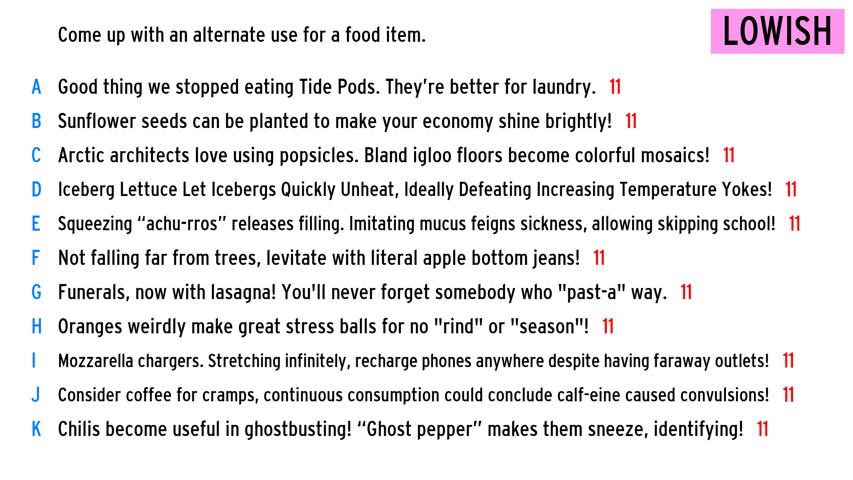 Come up with an alternate use for a food item.
LOWISH
A Good thing we stopped eating Tide Pods. They're better for laundry. 11
B Sunflower seeds can be planted to make your economy shine brightly! 11
C Arctic architects love using popsicles. Bland igloo floors become colorful mosaics! 11
D Iceberg Lettuce Let Icebergs Quickly Unheat, Ideally Defeating Increasing Temperature Yokes! 11
E Squeezing “achu-rros” releases filling. Imitating mucus feigns sickness, allowing skipping school! 11
F Not falling far from trees, levitate with literal apple bottom jeans! 11
G Funerals, now with lasagna! You'll never forget somebody who "past-a" way. 11
H Oranges weirdly make great stress balls for no "rind" or "season"! 11
I Mozzarella chargers. Stretching infinitely, recharge phones anywhere despite having faraway outlets! 11
J Consider coffee for cramps, continuous consumption could conclude calf-eine caused convulsions! 11
K Chilis become useful in ghostbusting! “Ghost pepper” makes them sneeze, identifying! 11